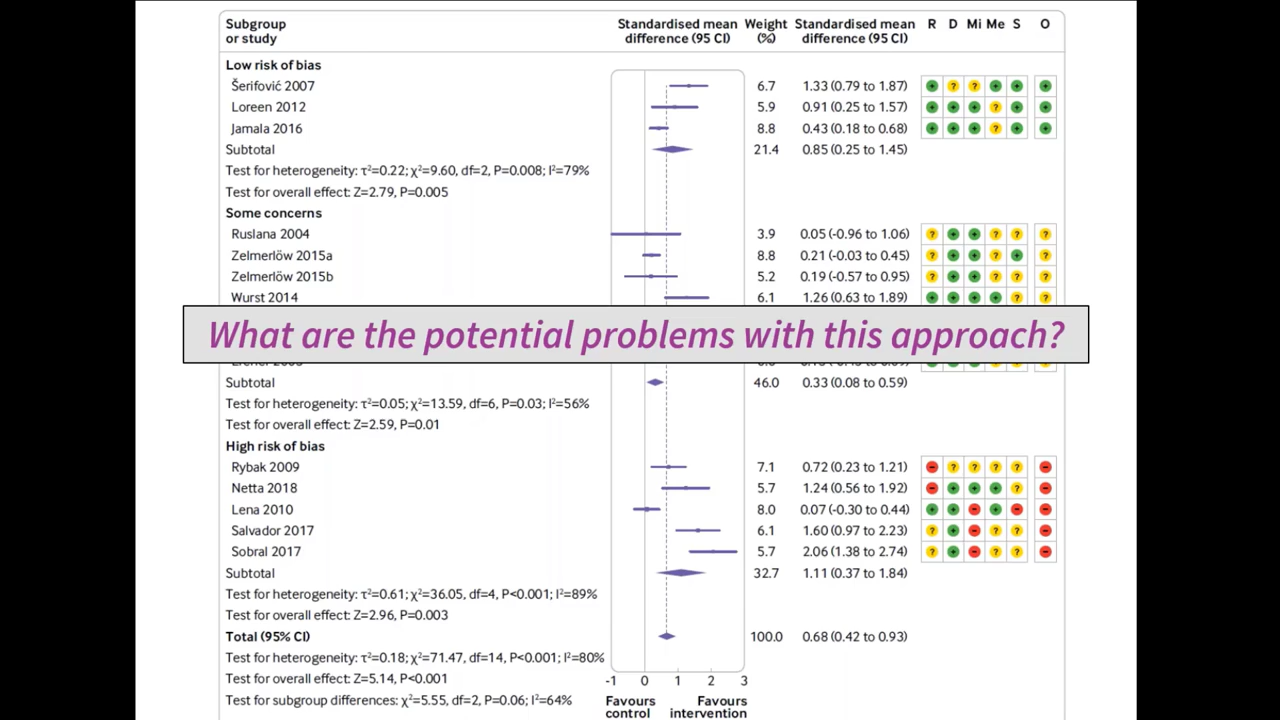 Subgroup or study Standardised mean difference (95 CI) Weight (%) Standardised mean difference (95 CI) R D Mi Me S O
Low risk of bias
Šerifović 2007 6.7 1.33 (0.79 to 1.87) + ? ? + + +
Loreen 2012 5.9 0.91 (0.25 to 1.57) + + + ? + +
Jamala 2016 8.8 0.43 (0.18 to 0.68) + + + ? + +
Subtotal 21.4 0.85 (0.25 to 1.45)
Test for heterogeneity: τ²=0.22; χ²=9.60, df=2, P=0.008; I²=79%
Test for overall effect: Z=2.79, P=0.005
Some concerns
Ruslana 2004 3.9 0.05 (-0.96 to 1.06) ? + + ? ? ?
Zelmerlöw 2015a 8.8 0.21 (-0.03 to 0.45) ? + + ? + ?
Zelmerlöw 2015b 5.2 0.19 (-0.57 to 0.95) ? + + ? ? ?
Wurst 2014 6.1 1.26 (0.63 to 1.89) + + + + ? ?
What are the potential problems with this approach?
Subtotal 46.0 0.33 (0.08 to 0.59)
Test for heterogeneity: τ²=0.05; χ²=13.59, df=6, P=0.03; I²=56%
Test for overall effect: Z=2.59, P=0.01
High risk of bias
Rybak 2009 7.1 0.72 (0.23 to 1.21) − ? ? ? ? −
Netta 2018 5.7 1.24 (0.56 to 1.92) − + + + ? −
Lena 2010 8.0 0.07 (-0.30 to 0.44) + + − + − −
Salvador 2017 6.1 1.60 (0.97 to 2.23) ? + − ? ? −
Sobral 2017 5.7 2.06 (1.38 to 2.74) ? + − ? ? −
Subtotal 32.7 1.11 (0.37 to 1.84)
Test for heterogeneity: τ²=0.61; χ²=36.05, df=4, P<0.001; I²=89%
Test for overall effect: Z=2.96, P=0.003
Total (95% CI) 100.0 0.68 (0.42 to 0.93)
Test for heterogeneity: τ²=0.18; χ²=71.47, df=14, P<0.001; I²=80%
Test for overall effect: Z=5.14, P<0.001
-1 0 1 2 3
Test for subgroup differences: χ²=5.55, df=2, P=0.06; I²=64%
Favours control Favours intervention